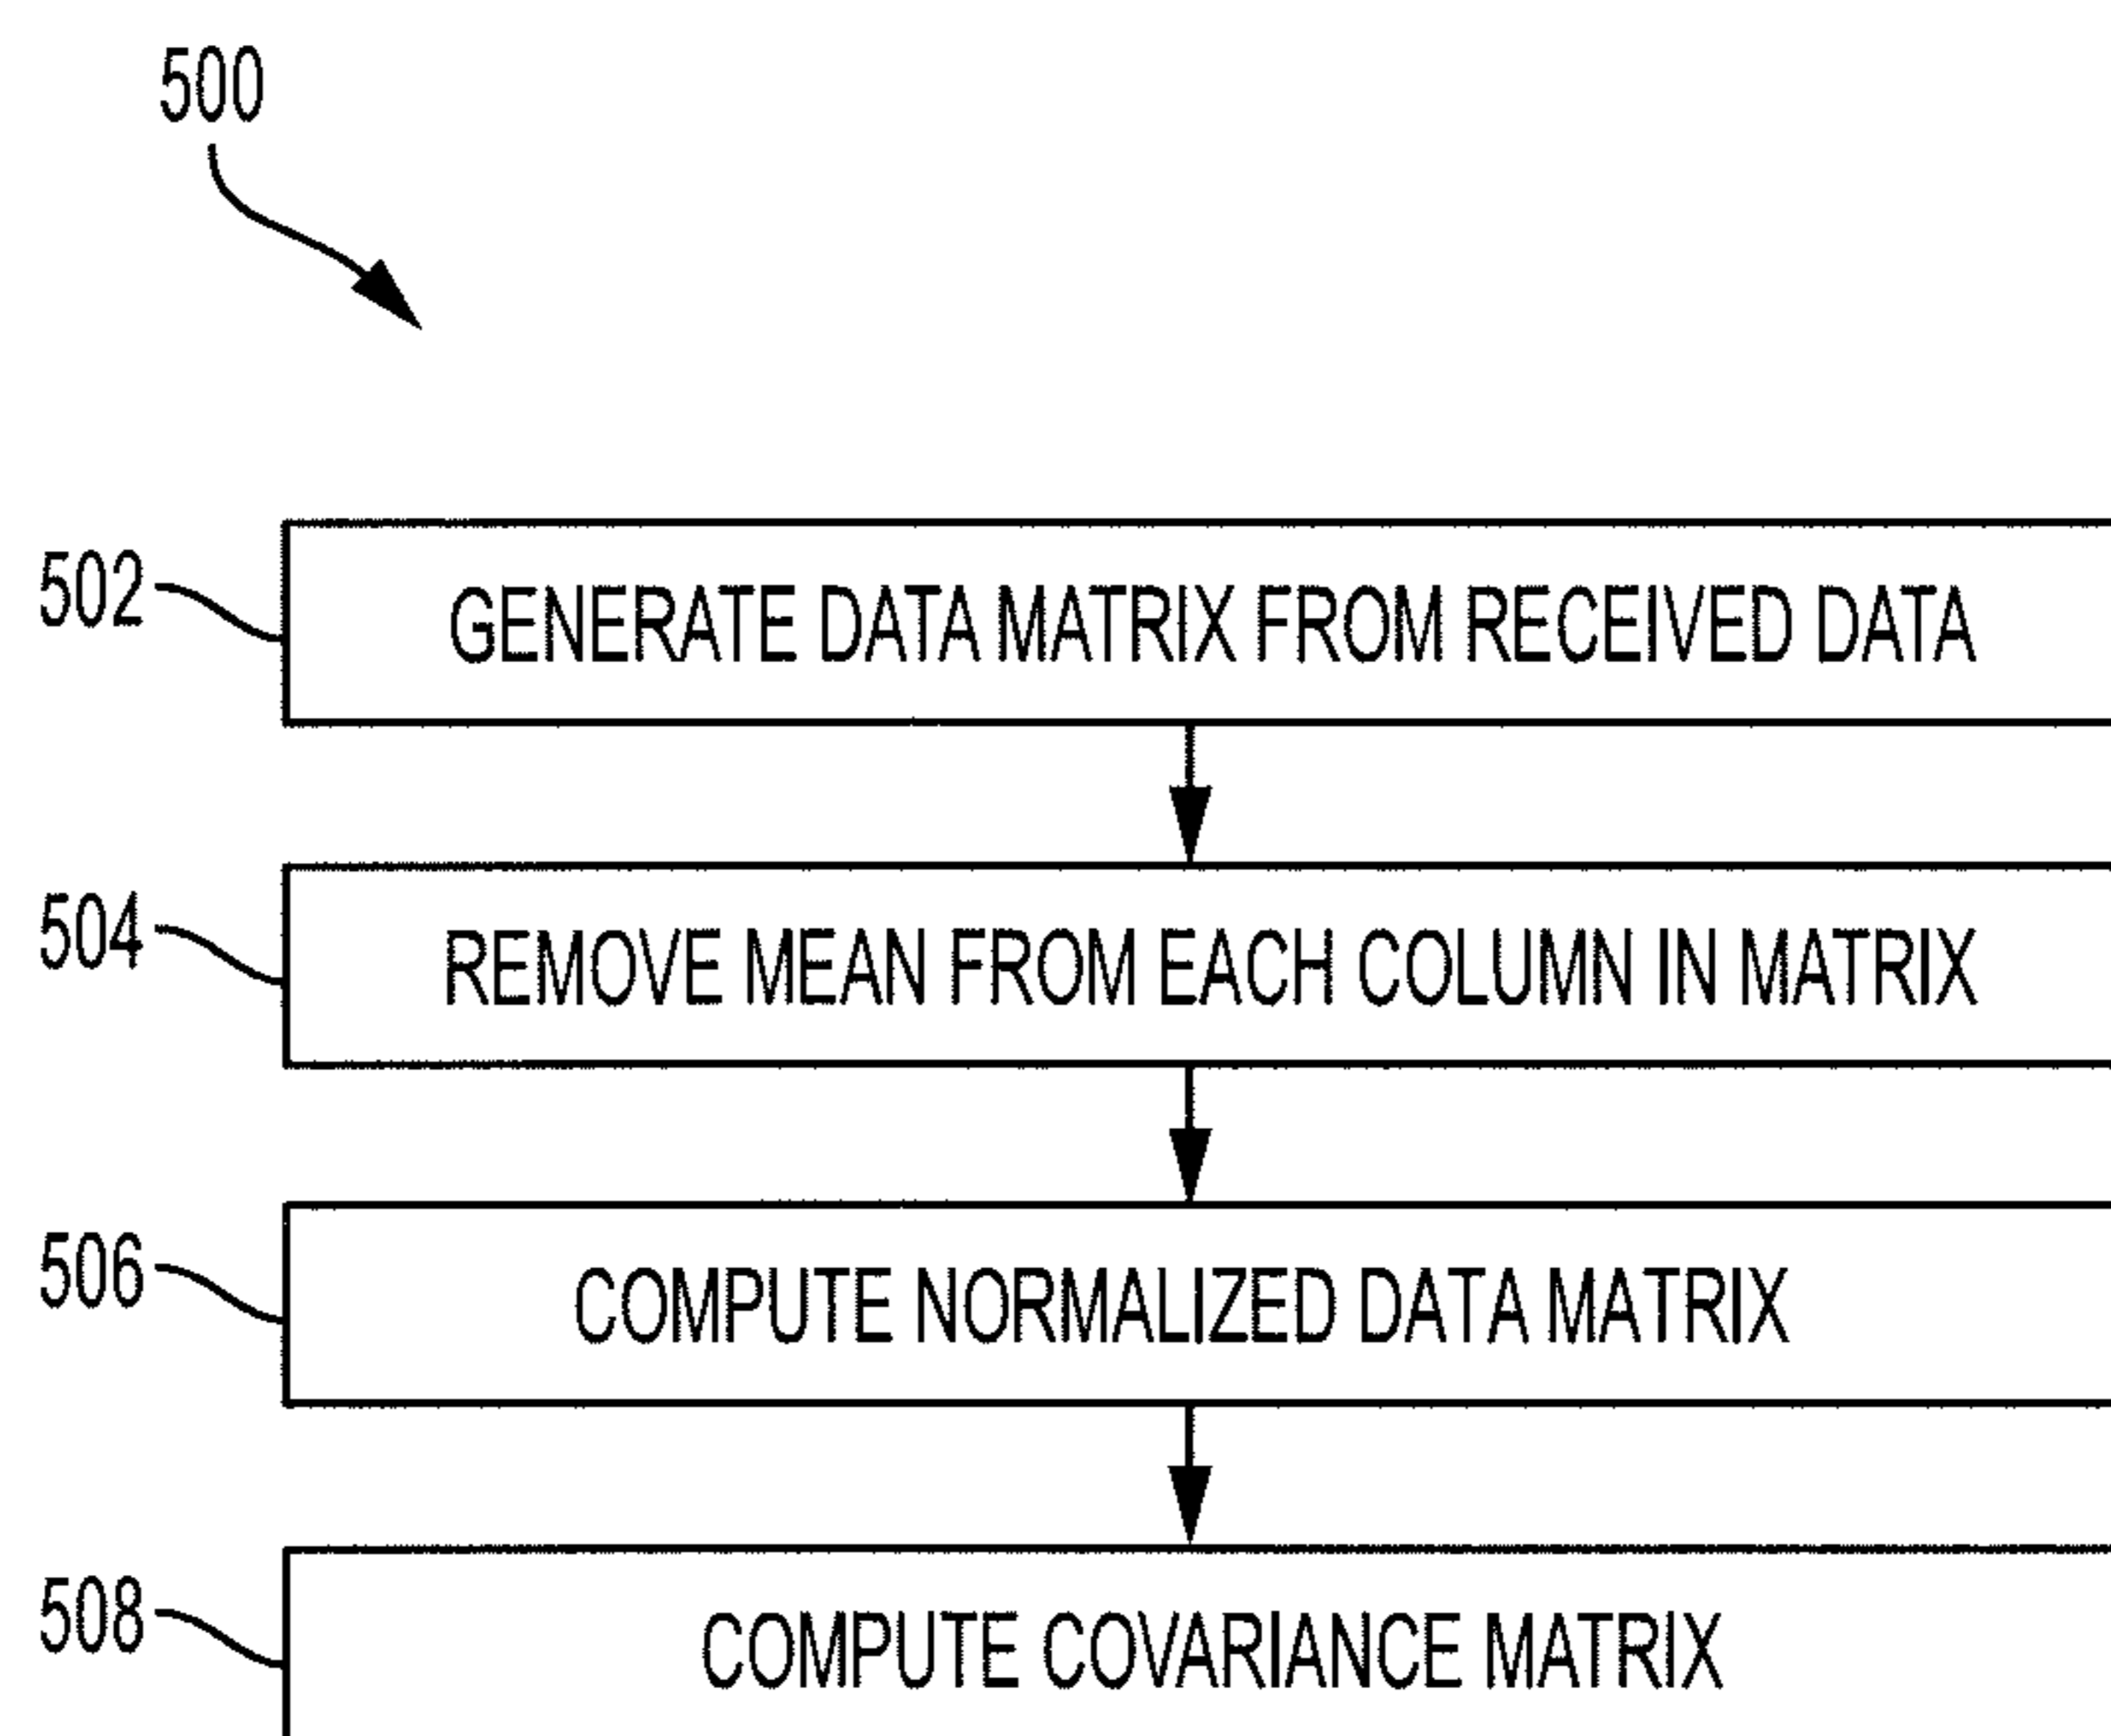 500
502
GENERATE DATA MATRIX FROM RECEIVED DATA
504
REMOVE MEAN FROM EACH COLUMN IN MATRIX
506
COMPUTE NORMALIZED DATA MATRIX
508
COMPUTE COVARIANCE MATRIX